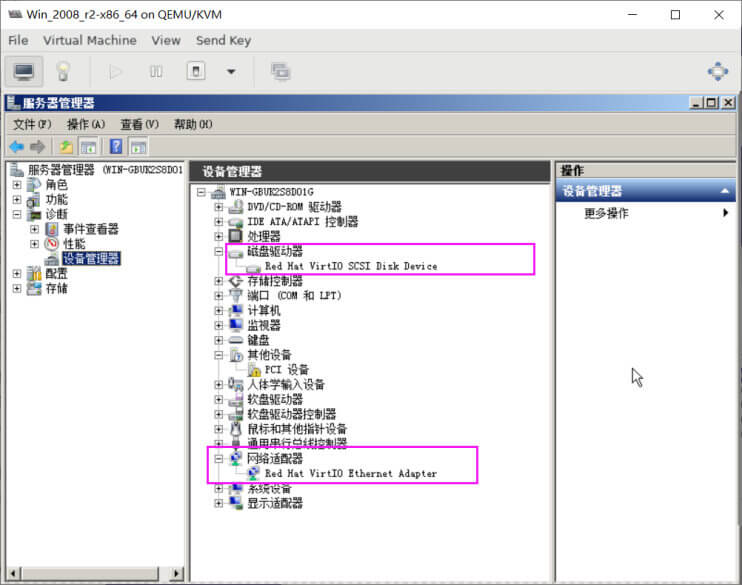 Win_2008_r2-x86_64 on QEMU/KVM
File Virtual Machine View Send Key
服务器管理器
文件(F) 操作(A) 查看(V) 帮助(H)
服务器管理器 (WIN-GBUK2S8DO1
角色
功能
诊断
事件查看器
性能
设备管理器
配置
存储
设备管理器
WIN-GBUK2S8DO1G
DVD/CD-ROM 驱动器
IDE ATA/ATAPI 控制器
处理器
磁盘驱动器
Red Hat VirtIO SCSI Disk Device
存储控制器
端口 (COM 和 LPT)
计算机
监视器
键盘
其他设备
PCI 设备
人体学输入设备
软盘驱动器
软盘驱动器控制器
鼠标和其他指针设备
通用串行总线控制器
网络适配器
Red Hat VirtIO Ethernet Adapter
系统设备
显示适配器
操作
设备管理器
更多操作